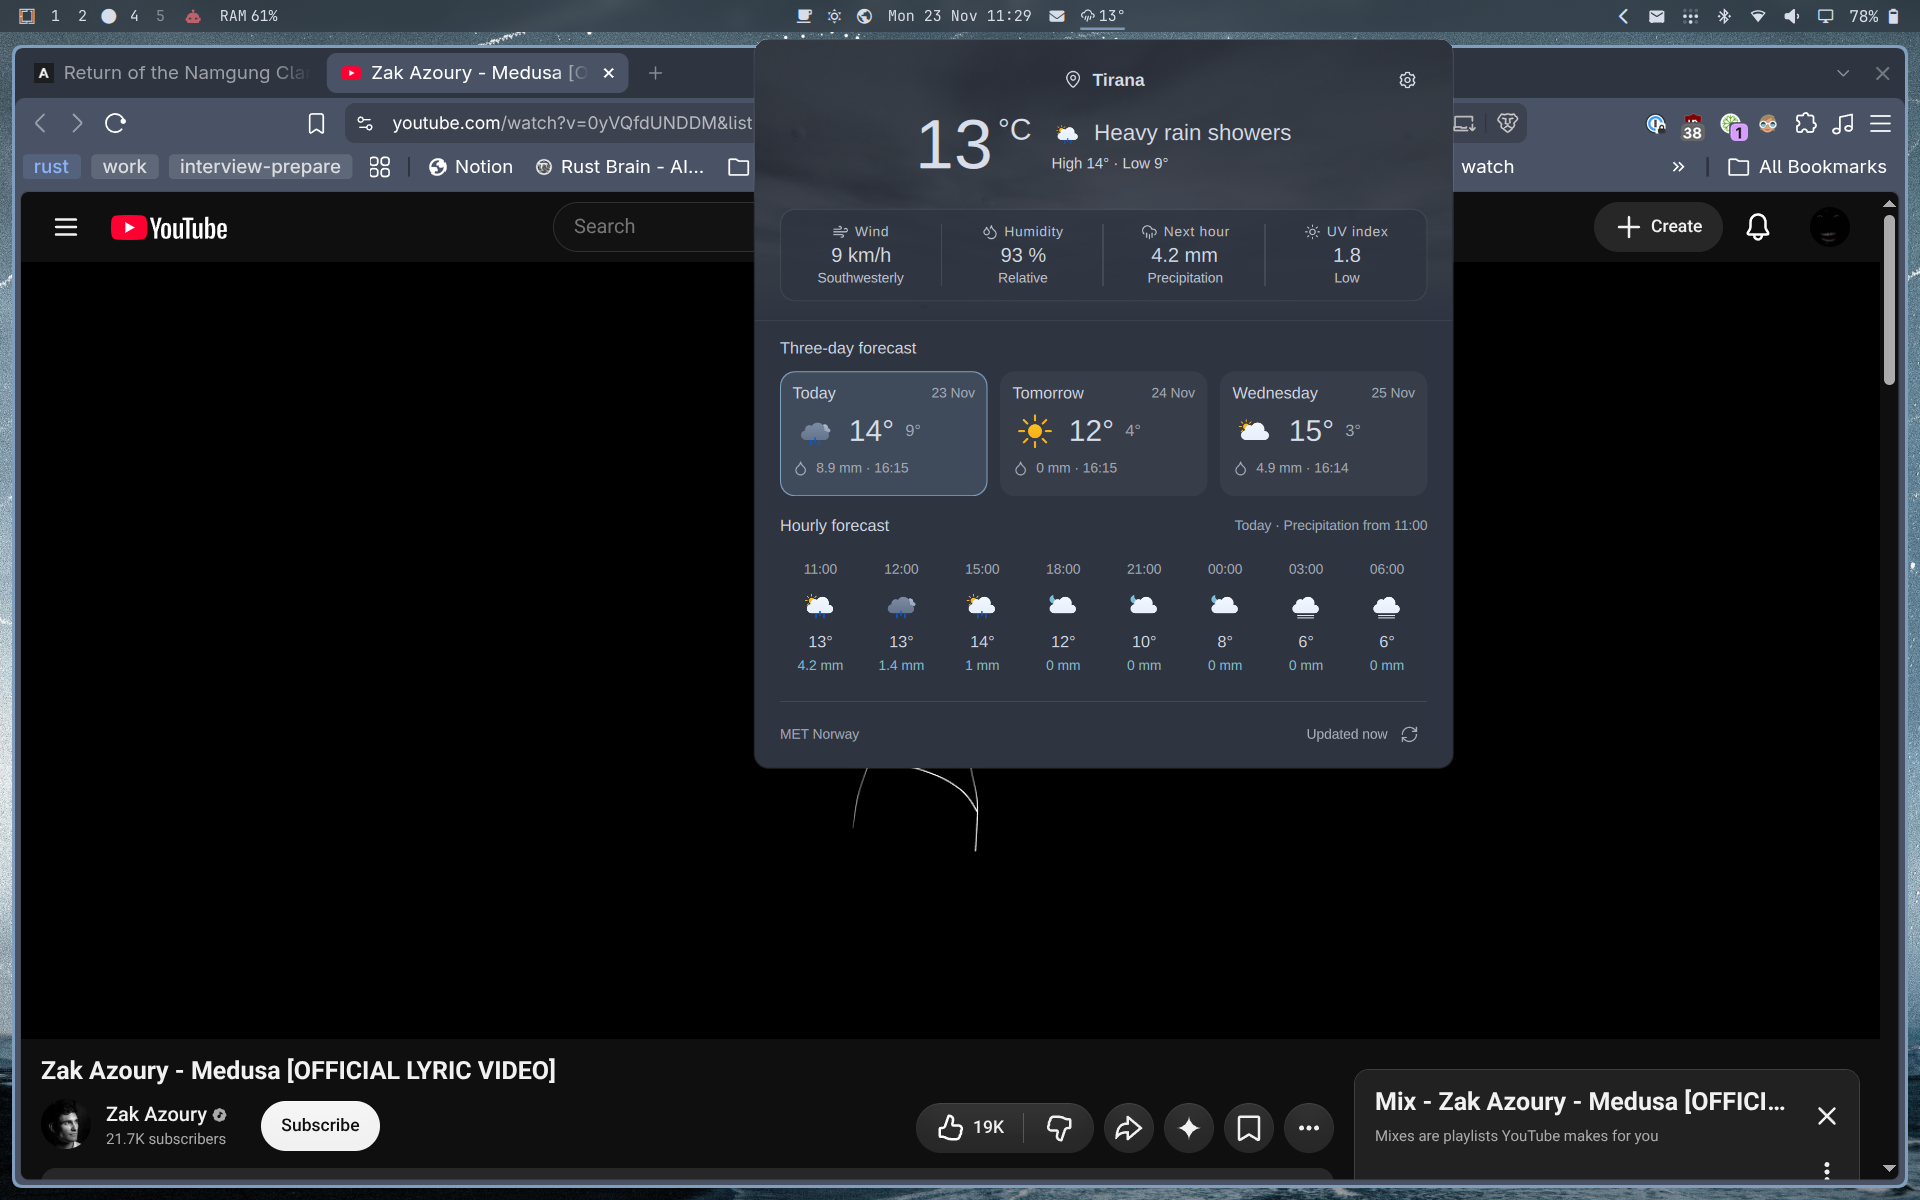 1 2 4 5 RAM 61% Mon 23 Nov 11:29 13° 78%
A Return of the Namgung Cla
Zak Azoury - Medusa [O
youtube.com/watch?v=0yVQfdUNDDM&list
38
1
rust work interview-prepare Notion Rust Brain - AI... watch » All Bookmarks
YouTube
Search
Create
Tirana
13 °C Heavy rain showers
High 14° · Low 9°
Wind Humidity Next hour UV index
9 km/h 93 % 4.2 mm 1.8
Southwesterly Relative Precipitation Low
Three-day forecast
Today 23 Nov Tomorrow 24 Nov Wednesday 25 Nov
14° 9° 12° 4° 15° 3°
8.9 mm · 16:15 0 mm · 16:15 4.9 mm · 16:14
Hourly forecast Today · Precipitation from 11:00
11:00 12:00 15:00 18:00 21:00 00:00 03:00 06:00
13° 13° 14° 12° 10° 8° 6° 6°
4.2 mm 1.4 mm 1 mm 0 mm 0 mm 0 mm 0 mm 0 mm
MET Norway Updated now
Zak Azoury - Medusa [OFFICIAL LYRIC VIDEO]
Zak Azoury
21.7K subscribers
Subscribe
19K
Mix - Zak Azoury - Medusa [OFFICI...
Mixes are playlists YouTube makes for you